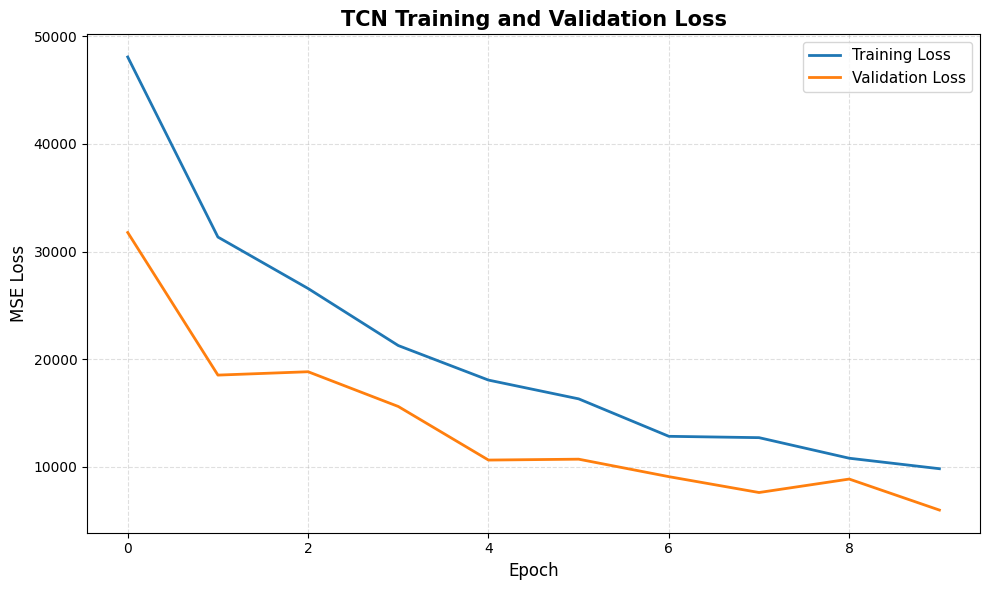 TCN Training and Validation Loss
Training Loss
Validation Loss
MSE Loss
50000
40000
30000
20000
10000
0
2
4
6
8
Epoch